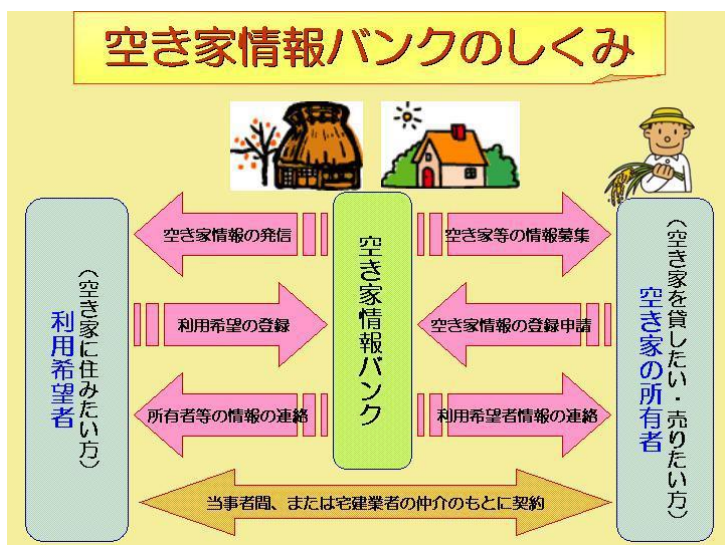 空き家情報バンクのしくみ
利用希望者
（空き家に住みたい方）
空き家情報の発信
利用希望の登録
所有者等の情報の連絡
空き家情報バンク
空き家等の情報募集
空き家情報の登録申請
利用希望者情報の連絡
（空き家を貸したい・売りたい方）
空き家の所有者
当事者間、または宅建業者の仲介のもとに契約